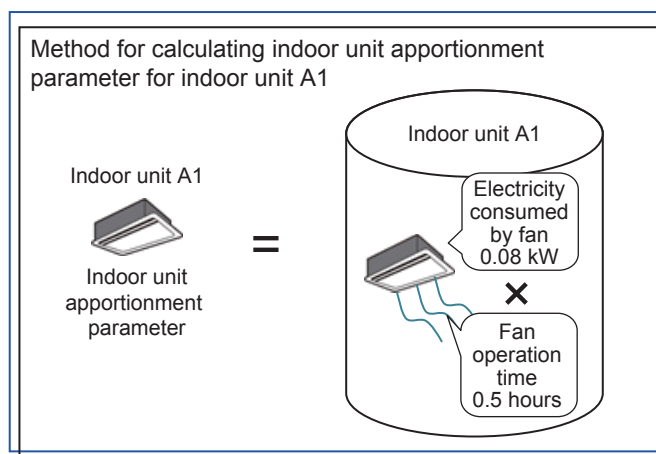 Method for calculating indoor unit apportionment
parameter for indoor unit A1
Indoor unit A1
Indoor unit
apportionment
parameter
=
Indoor unit A1
Electricity
consumed
by fan
0.08 kW
×
Fan
operation
time
0.5 hours